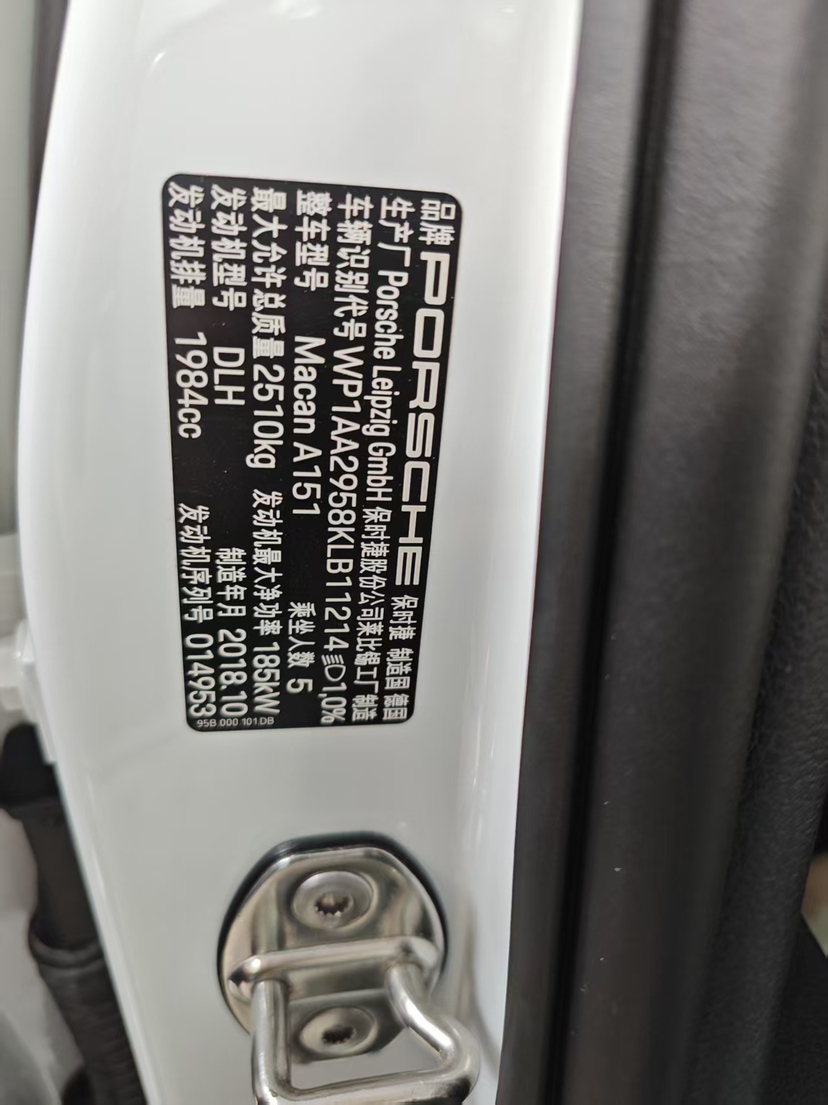 品牌 PORSCHE 保时捷 制造国 德国
生产厂 Porsche Leipzig GmbH 保时捷股份公司莱比锡工厂 制造
车辆识别代号 WP1AA2958KLB11214 1,0%
整车型号 Macan A151 乘坐人数 5
最大允许总质量 2510kg 发动机最大净功率 185kW
发动机型号 DLH 制造年月 2018.10
发动机排量 1984cc 发动机序列号 014953
95B.000.101.DB